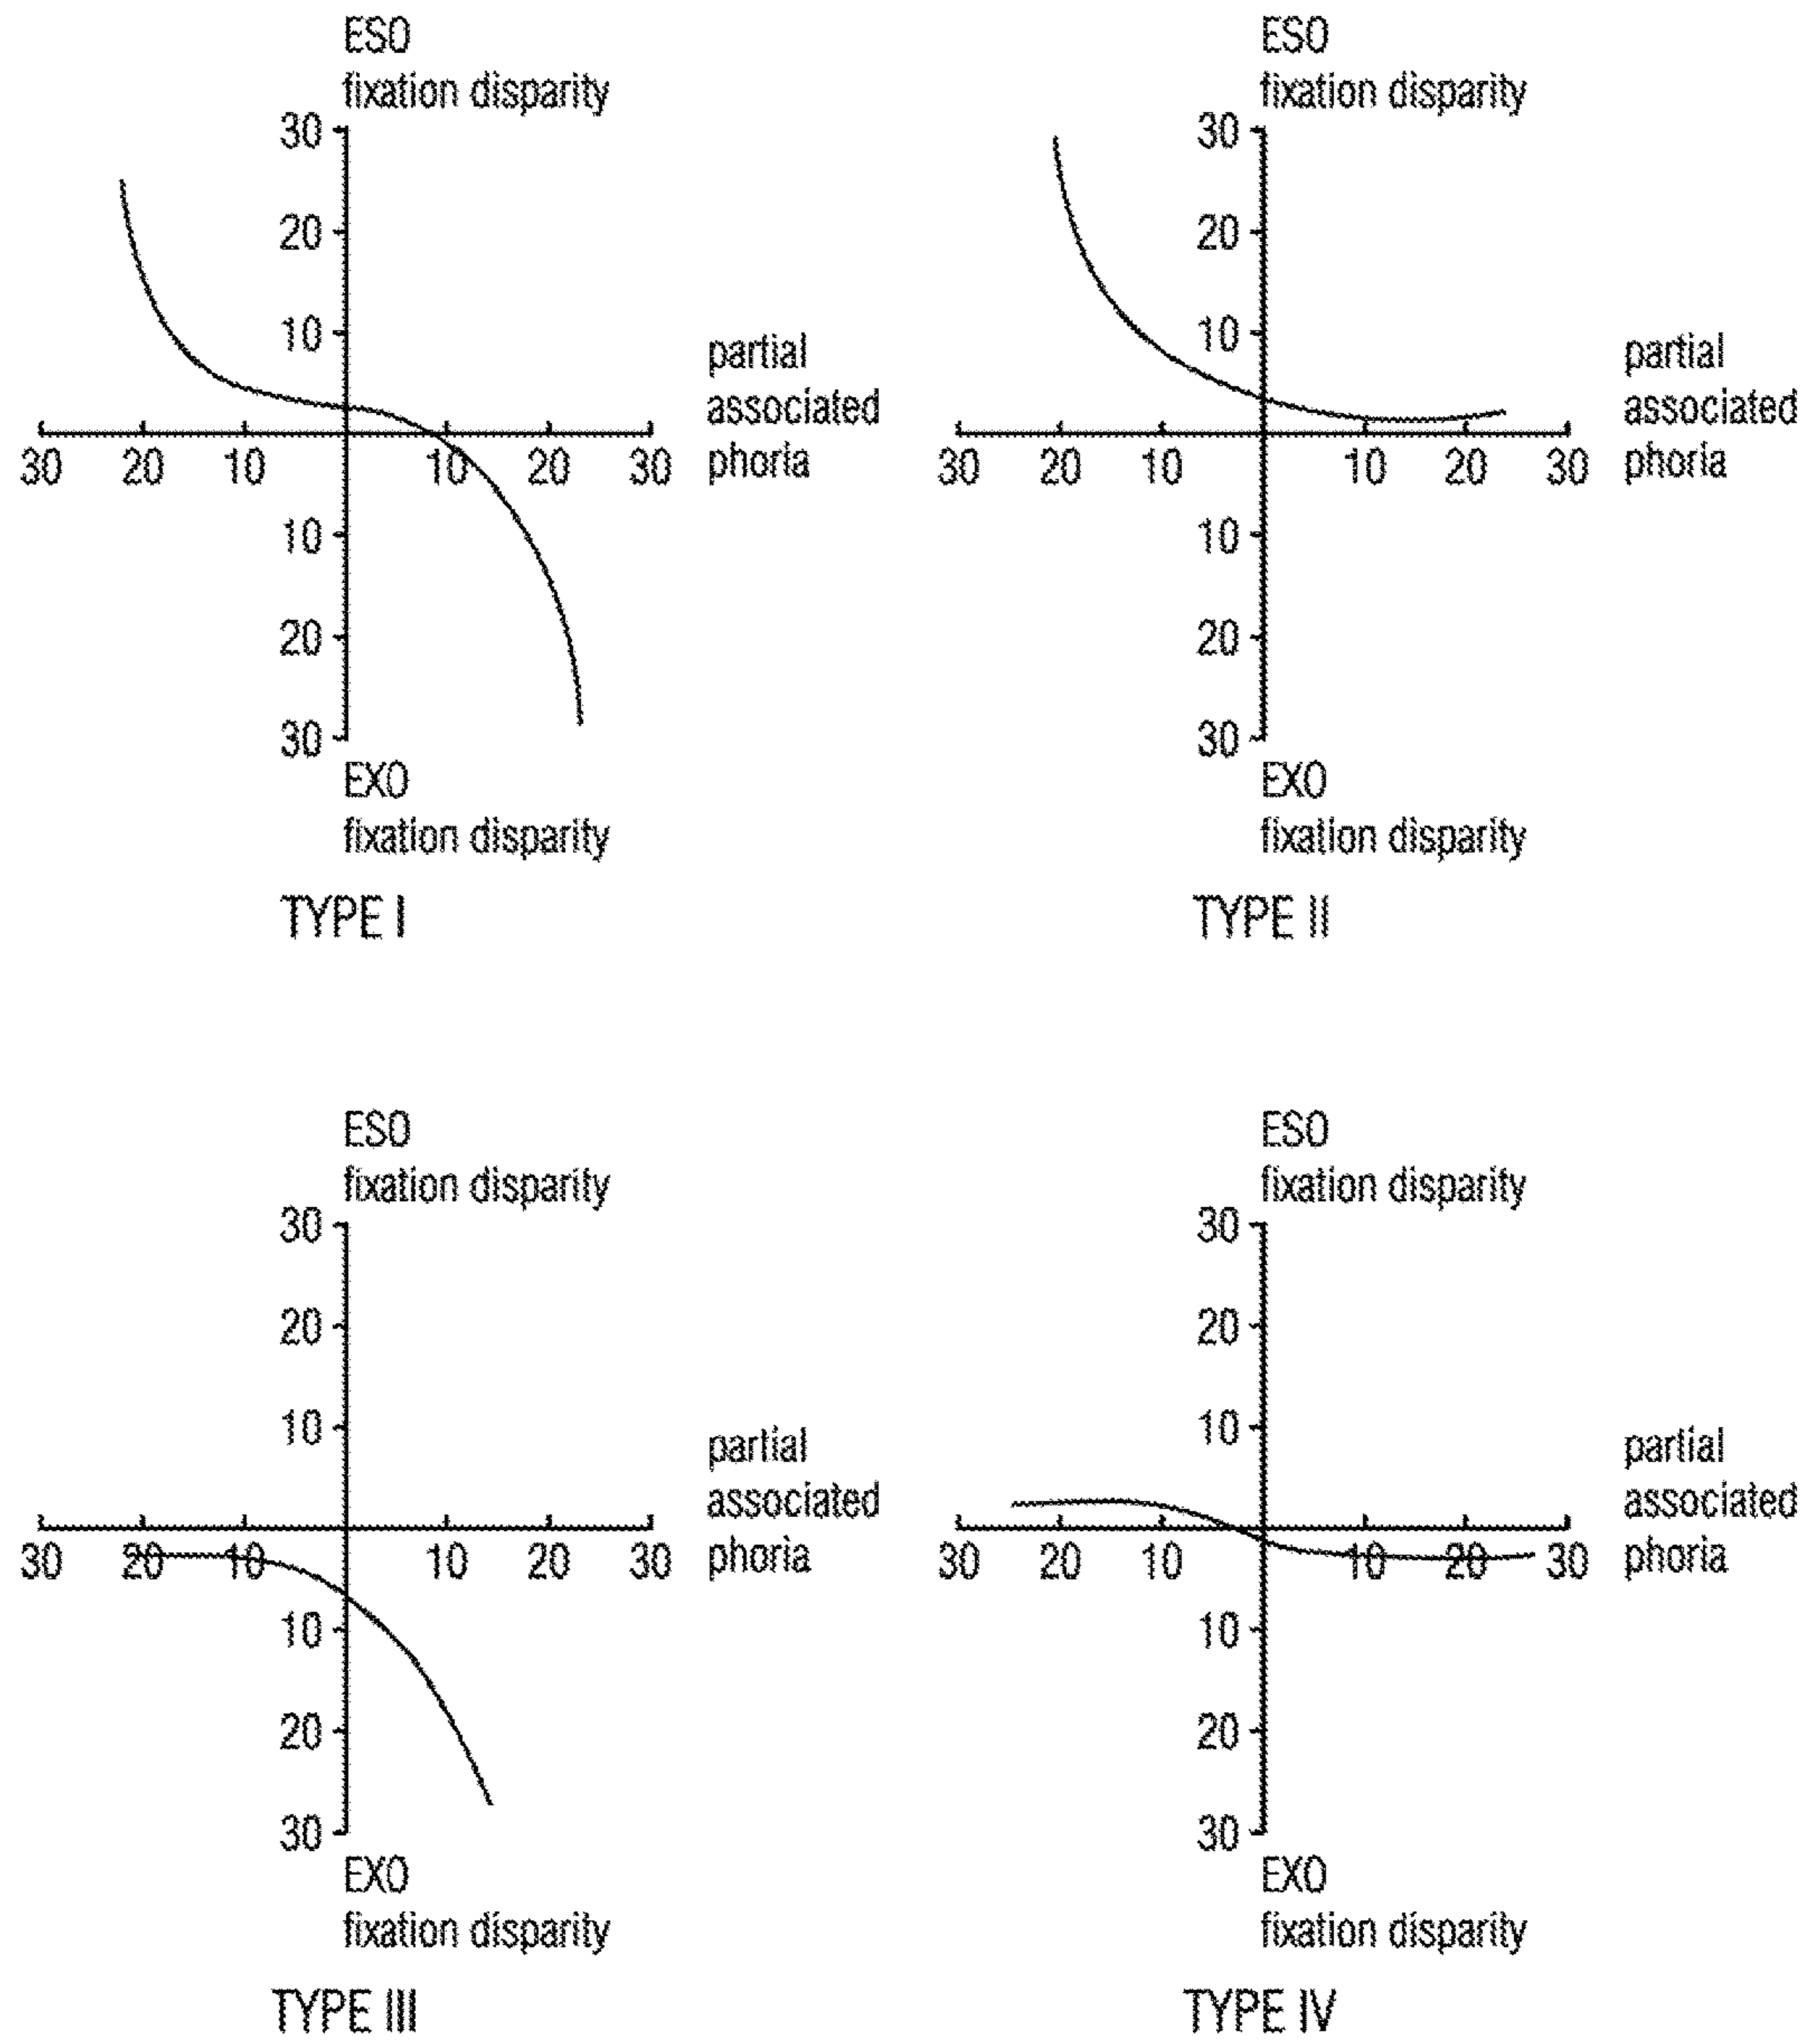 ESO
fixation disparity
30
20
10
partial
associated
phoria
30 20 10 10 20 30
10
20
30
EXO
fixation disparity
TYPE I
ESO
fixation disparity
30
20
10
partial
associated
phoria
30 20 10 10 20 30
10
20
30
EXO
fixation disparity
TYPE II
ESO
fixation disparity
30
20
10
partial
associated
phoria
30 20 10 10 20 30
10
20
30
EXO
fixation disparity
TYPE III
ESO
fixation disparity
30
20
10
partial
associated
phoria
30 20 10 10 20 30
10
20
30
EXO
fixation disparity
TYPE IV